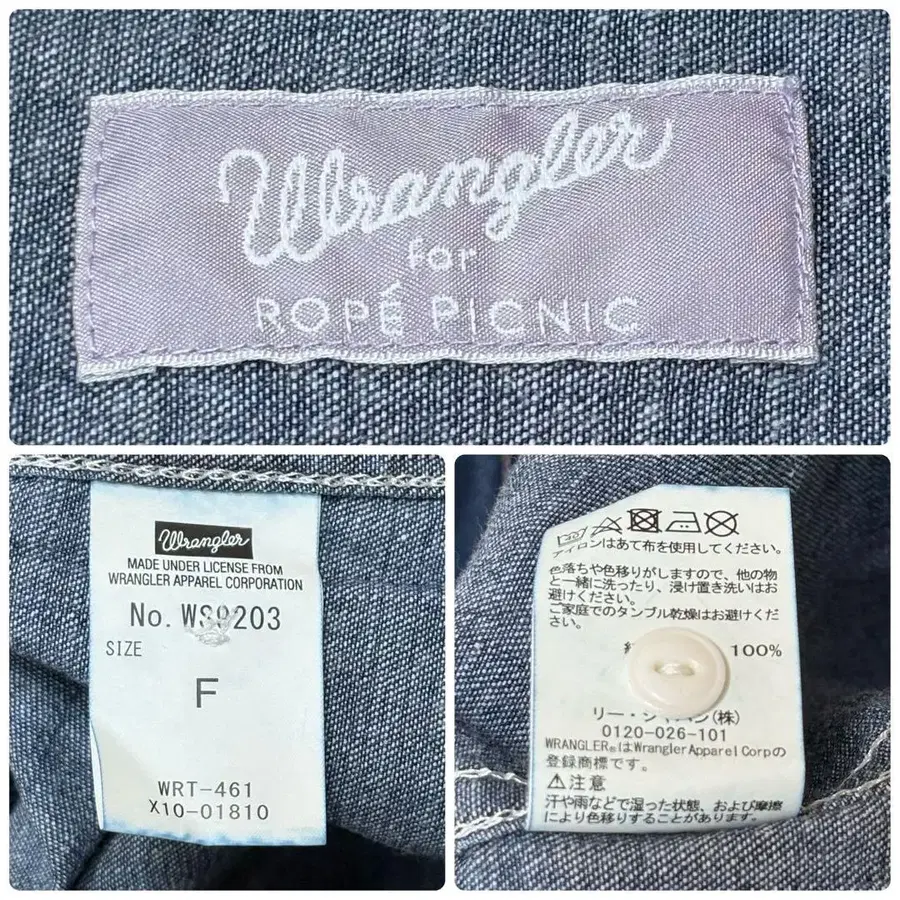 Wrangler
for
ROPÉ PICNIC
Wrangler
MADE UNDER LICENSE FROM
WRANGLER APPAREL CORPORATION
No. WS9203
SIZE
F
WRT-461
X10-01810
アイロンはあて布を使用してください。
色落ちや色移りがしますので、他の物
と一緒に洗ったり、浸け置き洗いはお
避けください。
ご家庭でのタンブル乾燥はお避けくだ
さい。
100%
リー・ジャパン(株)
0120-026-101
WRANGLER®はWrangler Apparel Corpの
登録商標です。
⚠注意
汗や雨などで湿った状態、および摩擦
により色移りすることがあります。